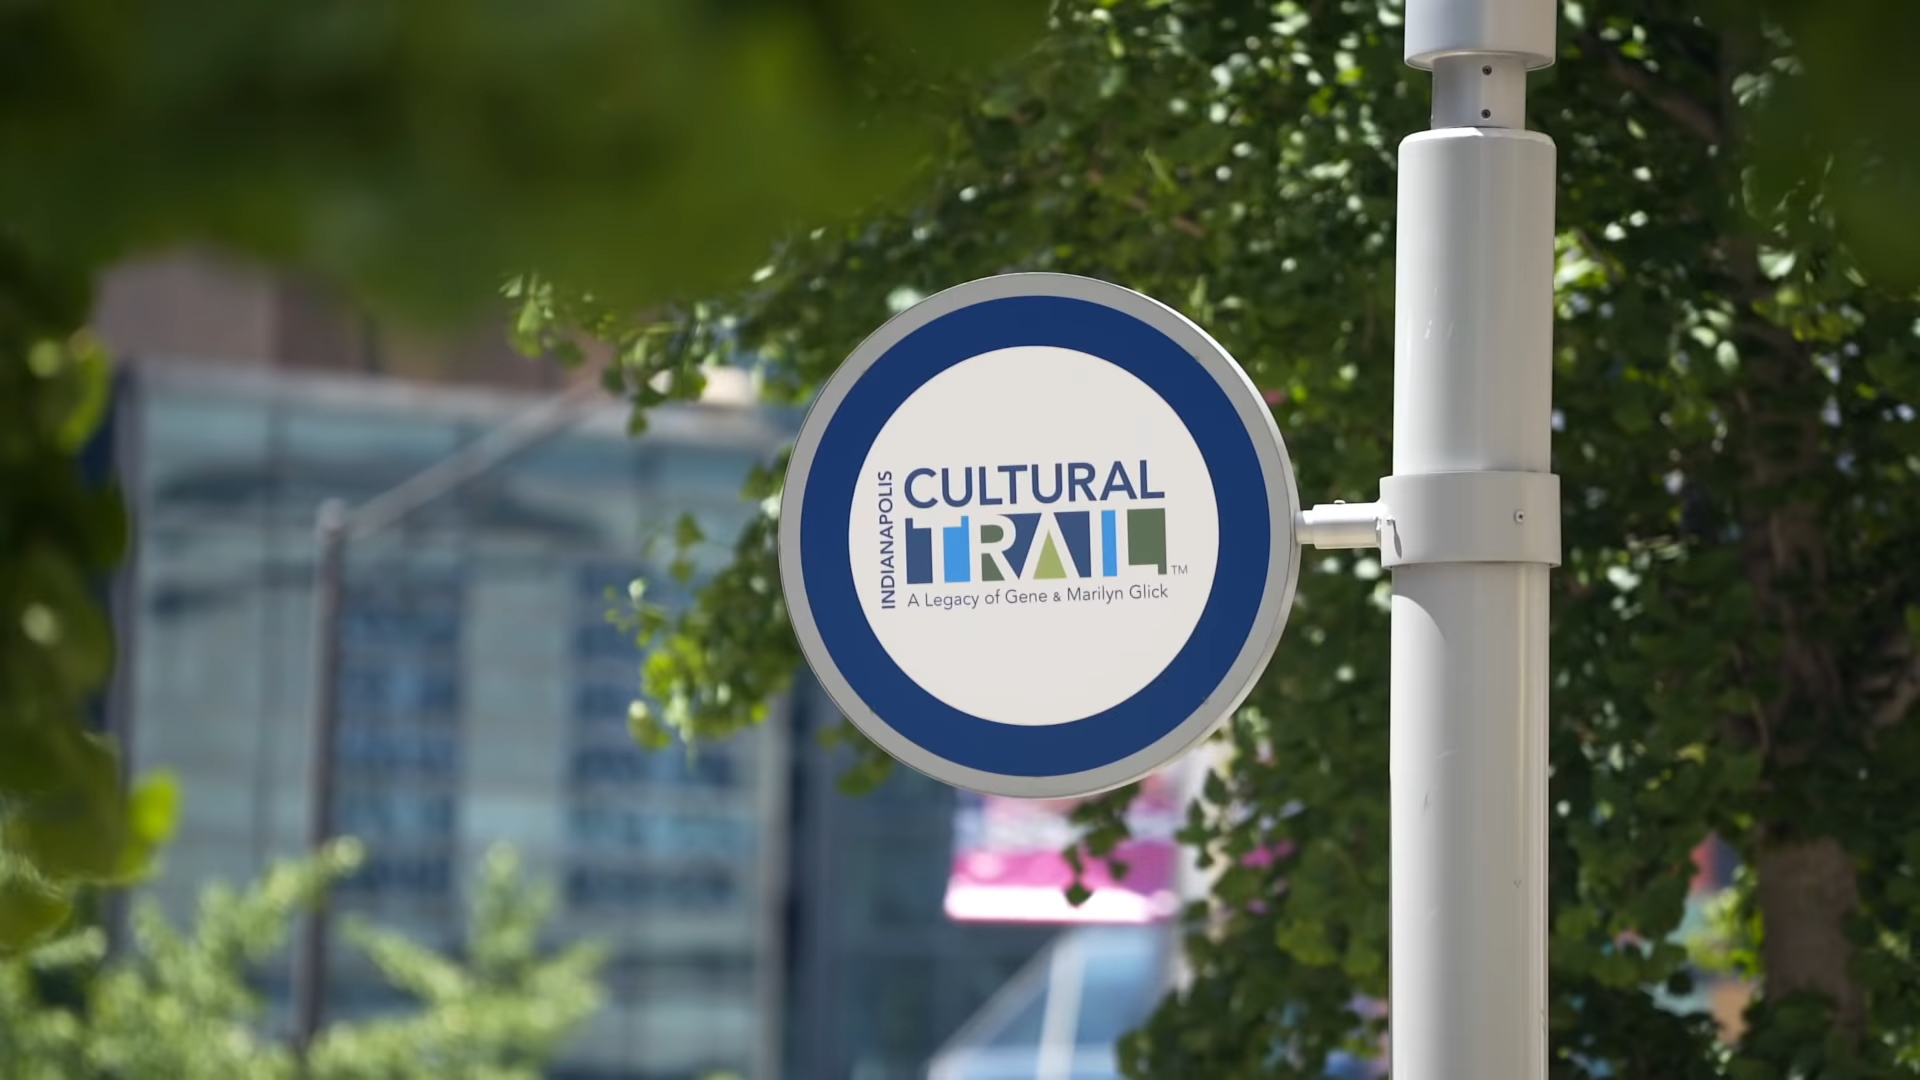 INDIANAPOLIS
CULTURAL
TRAIL™
A Legacy of Gene & Marilyn Glick